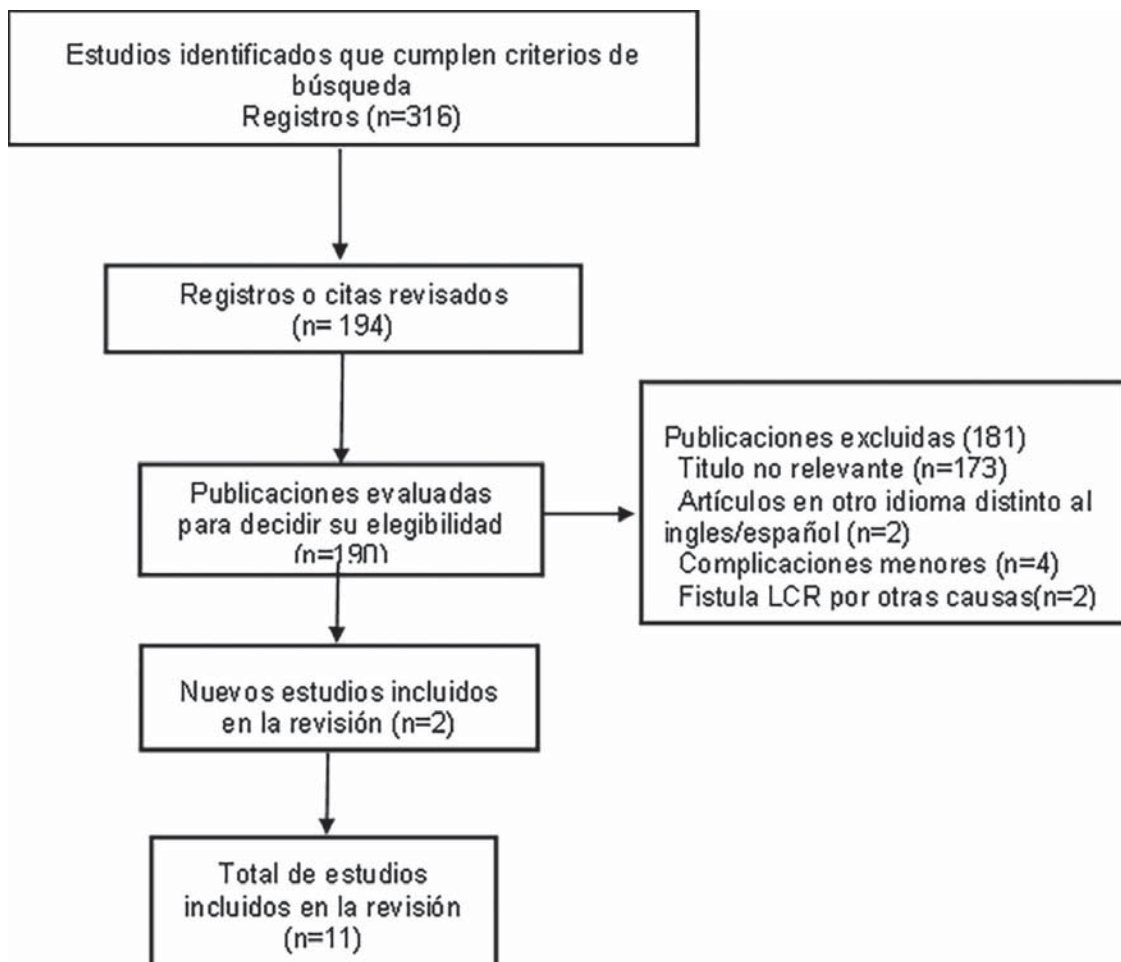 Estudios identificados que cumplen criterios de
búsqueda
Registros (n=316)
Registros o citas revisados
(n= 194)
Publicaciones evaluadas
para decidir su elegibilidad
(n=190)
Publicaciones excluidas (181)
Titulo no relevante (n=173)
Artículos en otro idioma distinto al
ingles/español (n=2)
Complicaciones menores (n=4)
Fistula LCR por otras causas(n=2)
Nuevos estudios incluidos
en la revisión (n=2)
Total de estudios
incluidos en la revisión
(n=11)